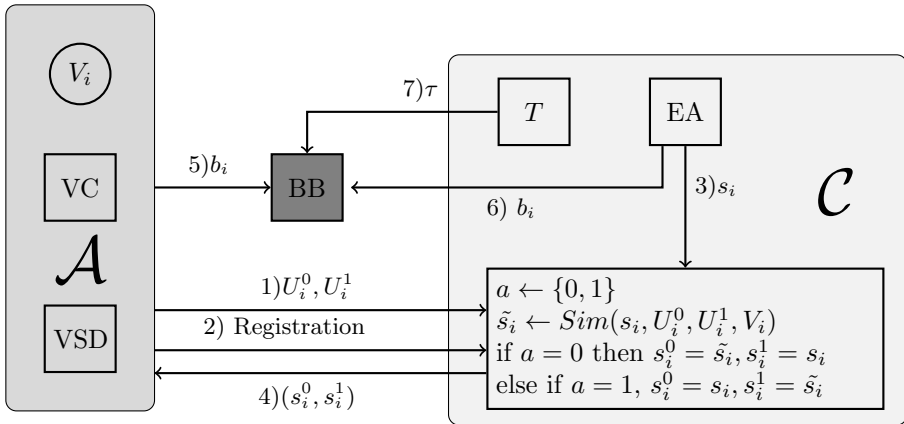 V_i
VC
𝒜
VSD
5)b_i
BB
7)τ
T
EA
6) b_i
3)s_i
𝒞
1)U_i^0, U_i^1
2) Registration
4)(s_i^0, s_i^1)
a ← {0, 1}
s̃_i ← Sim(s_i, U_i^0, U_i^1, V_i)
if a = 0 then s_i^0 = s̃_i, s_i^1 = s_i
else if a = 1, s_i^0 = s_i, s_i^1 = s̃_i